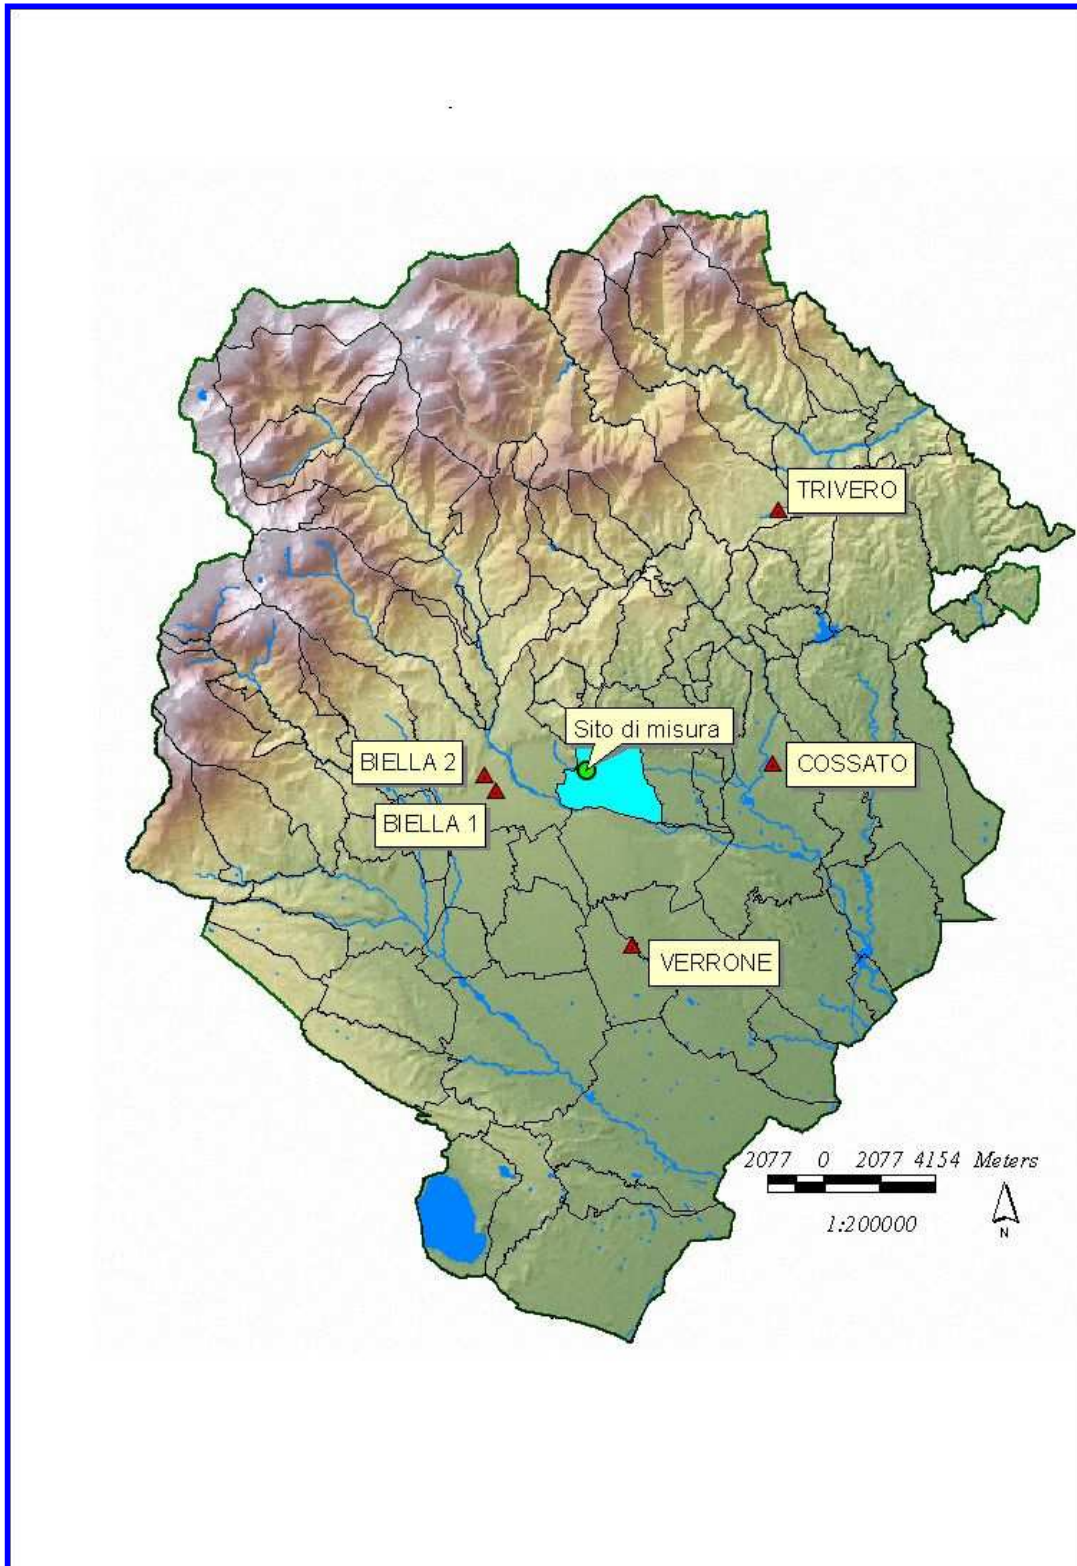 TRIVERO
Sito di misura
BIELLA 2
COSSATO
BIELLA 1
VERRONE
2077 0 2077 4154 Meters
1:200000
N